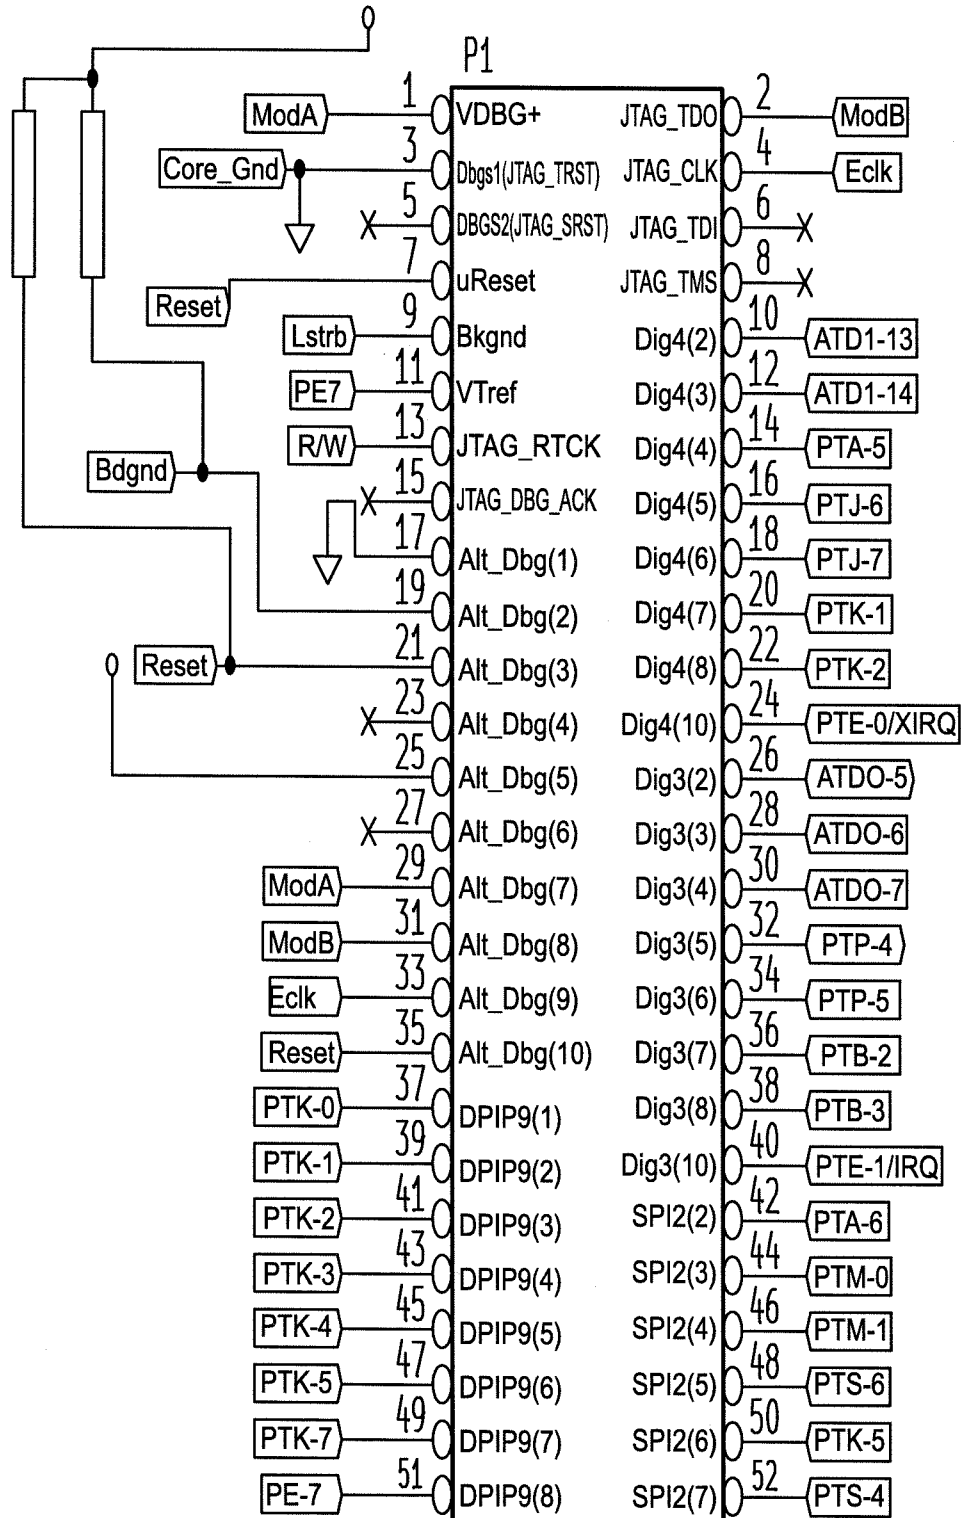 P1
1 2
ModA VDBG+ JTAG_TDO ModB
3 4
Core_Gnd Dbgs1(JTAG_TRST) JTAG_CLK Eclk
5 6
DBGS2(JTAG_SRST) JTAG_TDI
7 8
Reset uReset JTAG_TMS
9 10
Lstrb Bkgnd Dig4(2) ATD1-13
11 12
PE7 VTref Dig4(3) ATD1-14
13 14
R/W JTAG_RTCK Dig4(4) PTA-5
Bdgnd 15 16
JTAG_DBG_ACK Dig4(5) PTJ-6
17 18
Alt_Dbg(1) Dig4(6) PTJ-7
19 20
Alt_Dbg(2) Dig4(7) PTK-1
21 22
Reset Alt_Dbg(3) Dig4(8) PTK-2
23 24
Alt_Dbg(4) Dig4(10) PTE-0/XIRQ
25 26
Alt_Dbg(5) Dig3(2) ATDO-5
27 28
Alt_Dbg(6) Dig3(3) ATDO-6
29 30
ModA Alt_Dbg(7) Dig3(4) ATDO-7
31 32
ModB Alt_Dbg(8) Dig3(5) PTP-4
33 34
Eclk Alt_Dbg(9) Dig3(6) PTP-5
35 36
Reset Alt_Dbg(10) Dig3(7) PTB-2
37 38
PTK-0 DPIP9(1) Dig3(8) PTB-3
39 40
PTK-1 DPIP9(2) Dig3(10) PTE-1/IRQ
41 42
PTK-2 DPIP9(3) SPI2(2) PTA-6
43 44
PTK-3 DPIP9(4) SPI2(3) PTM-0
45 46
PTK-4 DPIP9(5) SPI2(4) PTM-1
47 48
PTK-5 DPIP9(6) SPI2(5) PTS-6
49 50
PTK-7 DPIP9(7) SPI2(6) PTK-5
51 52
PE-7 DPIP9(8) SPI2(7) PTS-4